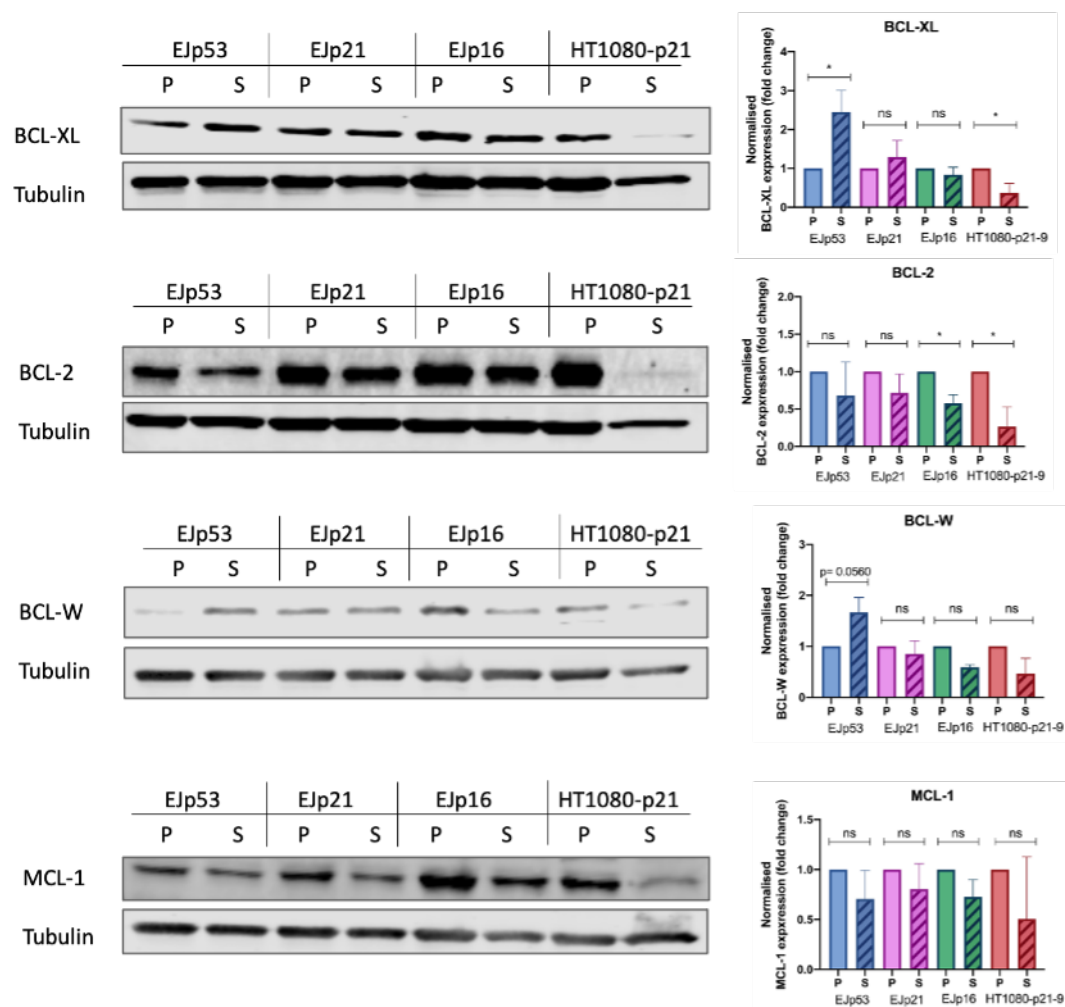 EJp53 EJp21 EJp16 HT1080-p21
P S P S P S P S
BCL-XL
Tubulin
BCL-XL
Normalised
BCL-XL expxression (fold change)
4
3
2
1
0
* ns ns *
P S P S P S P S
EJp53 EJp21 EJp16 HT1080-p21-9
EJp53 EJp21 EJp16 HT1080-p21
P S P S P S P S
BCL-2
Tubulin
BCL-2
Normalised
BCL-2 expxression (fold change)
2.0
1.5
1.0
0.5
0.0
ns ns * *
P S P S P S P S
EJp53 EJp21 EJp16 HT1080-p21-9
EJp53 EJp21 EJp16 HT1080-p21
P S P S P S P S
BCL-W
Tubulin
BCL-W
Normalised
BCL-W expxression (fold change)
3
2
1
0
p= 0.0560 ns ns ns
P S P S P S P S
EJp53 EJp21 EJp16 HT1080-p21-9
EJp53 EJp21 EJp16 HT1080-p21
P S P S P S P S
MCL-1
Tubulin
MCL-1
Normalised
MCL-1 expxression (fold change)
1.5
1.0
0.5
0.0
ns ns ns ns
P S P S P S P S
EJp53 EJp21 EJp16 HT1080-p21-9